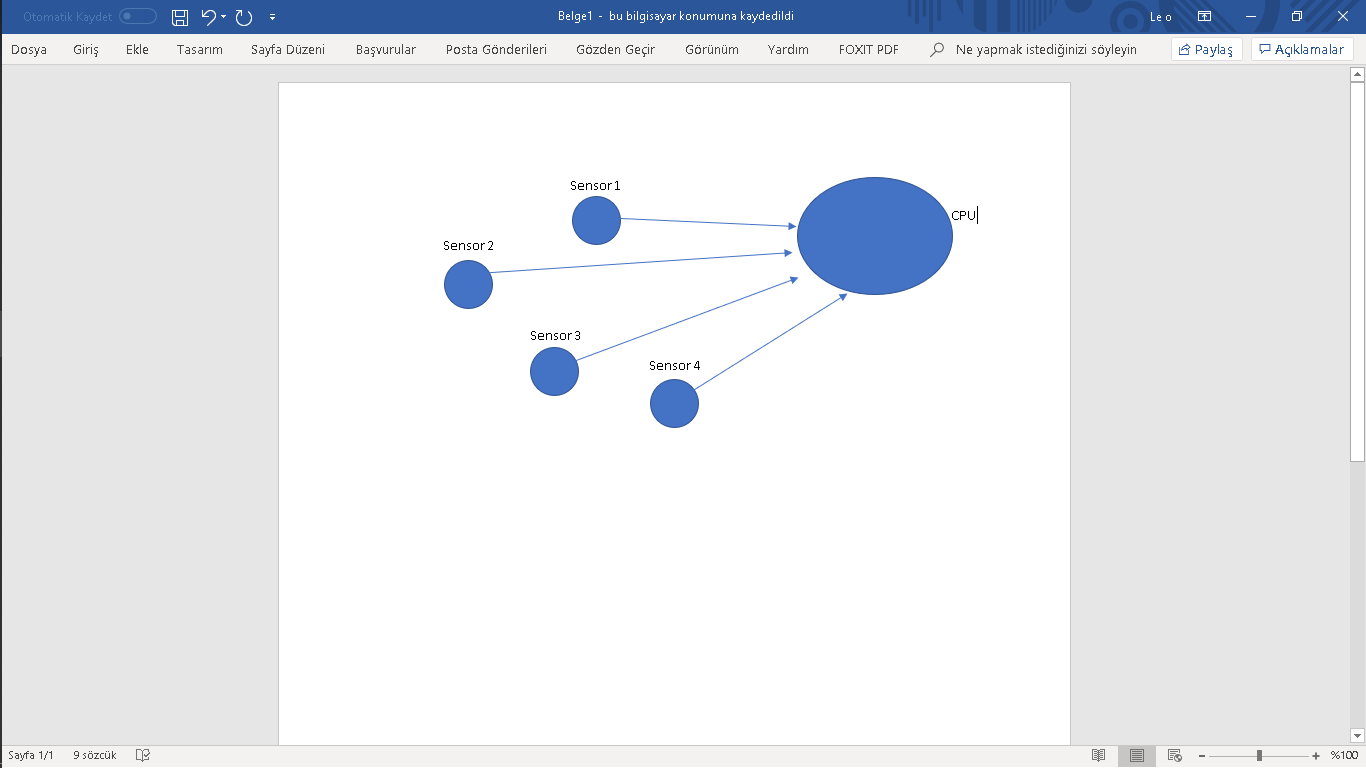 Otomatik Kaydet
Belge1 - bu bilgisayar konumuna kaydedildi
Le o
Dosya Giriş Ekle Tasarım Sayfa Düzeni Başvurular Posta Gönderileri Gözden Geçir Görünüm Yardım FOXIT PDF Ne yapmak istediğinizi söyleyin Paylaş Açıklamalar
Sensor 1
CPU
Sensor 2
Sensor 3
Sensor 4
Sayfa 1/1 9 sözcük %100